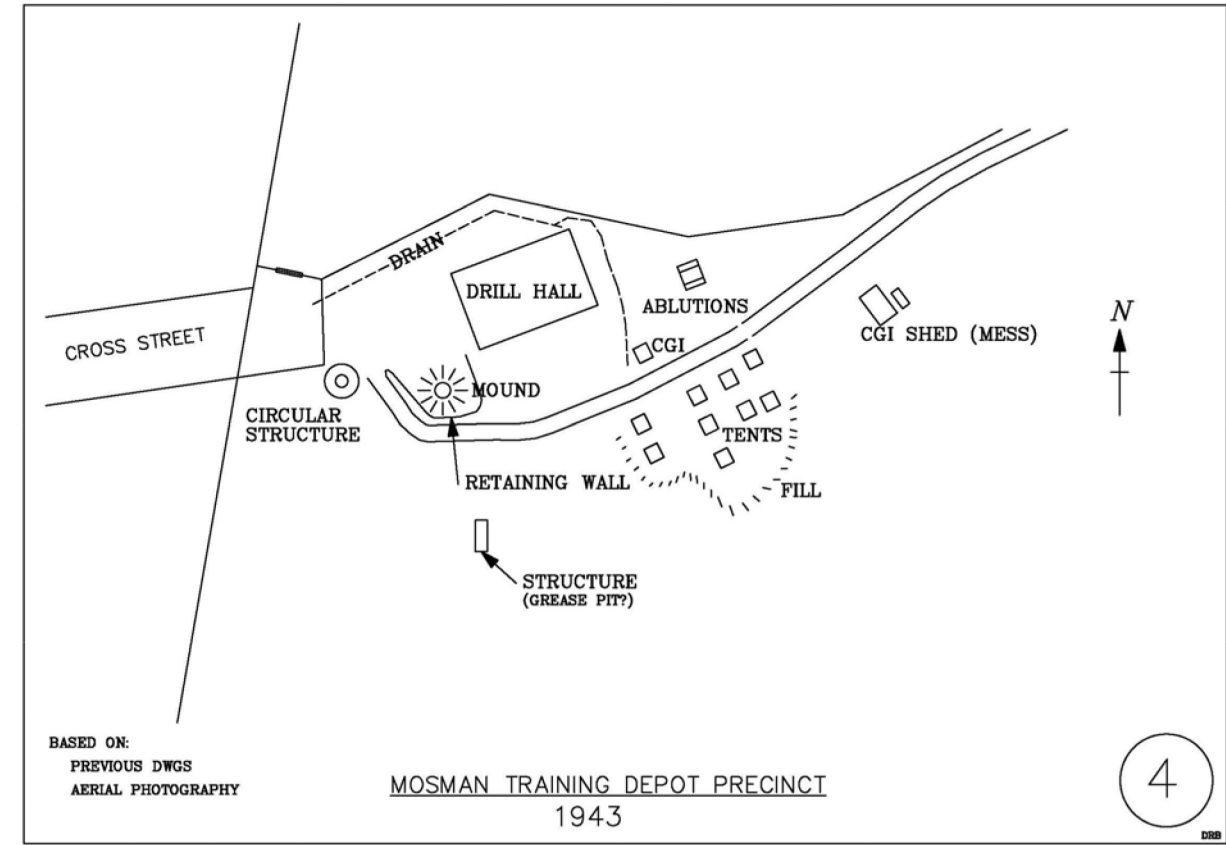 DRAIN
DRILL HALL
ABLUTIONS
CROSS STREET
CGI
CGI SHED (MESS)
N
MOUND
CIRCULAR
STRUCTURE
TENTS
RETAINING WALL
FILL
STRUCTURE
(GREASE PIT?)
BASED ON:
PREVIOUS DWGS
AERIAL PHOTOGRAPHY
MOSMAN TRAINING DEPOT PRECINCT
1943
4
DRB